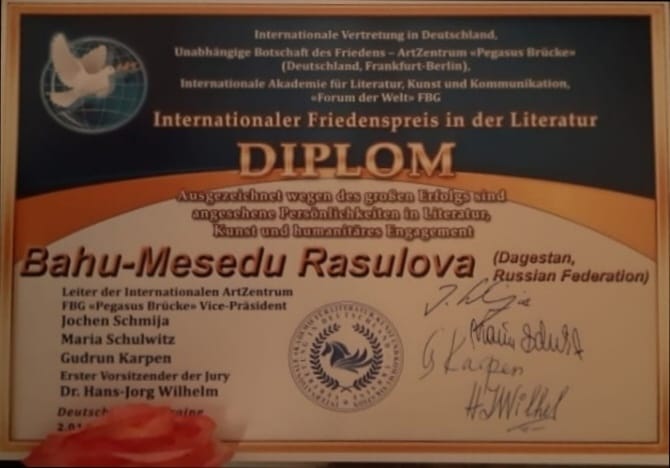 Internationale Vertretung in Deutschland,
Unabhängige Botschaft des Friedens – ArtZentrum «Pegasus Brücke»
(Deutschland, Frankfurt-Berlin),
Internationale Akademie für Literatur, Kunst und Kommunikation,
«Forum der Welt» FBG
Internationaler Friedenspreis in der Literatur
DIPLOM
Ausgezeichnet wegen des großen Erfolgs sind
angesehene Persönlichkeiten in Literatur,
Kunst und humanitäres Engagement
Bahu-Mesedu Rasulova (Dagestan,
Russian Federation)
Leiter der Internationalen ArtZentrum
FBG «Pegasus Brücke» Vice-Präsident
Jochen Schmija
Maria Schulwitz
Gudrun Karpen
Erster Vorsitzender der Jury
Dr. Hans-Jorg Wilhelm
G Karpen
HJWilhel